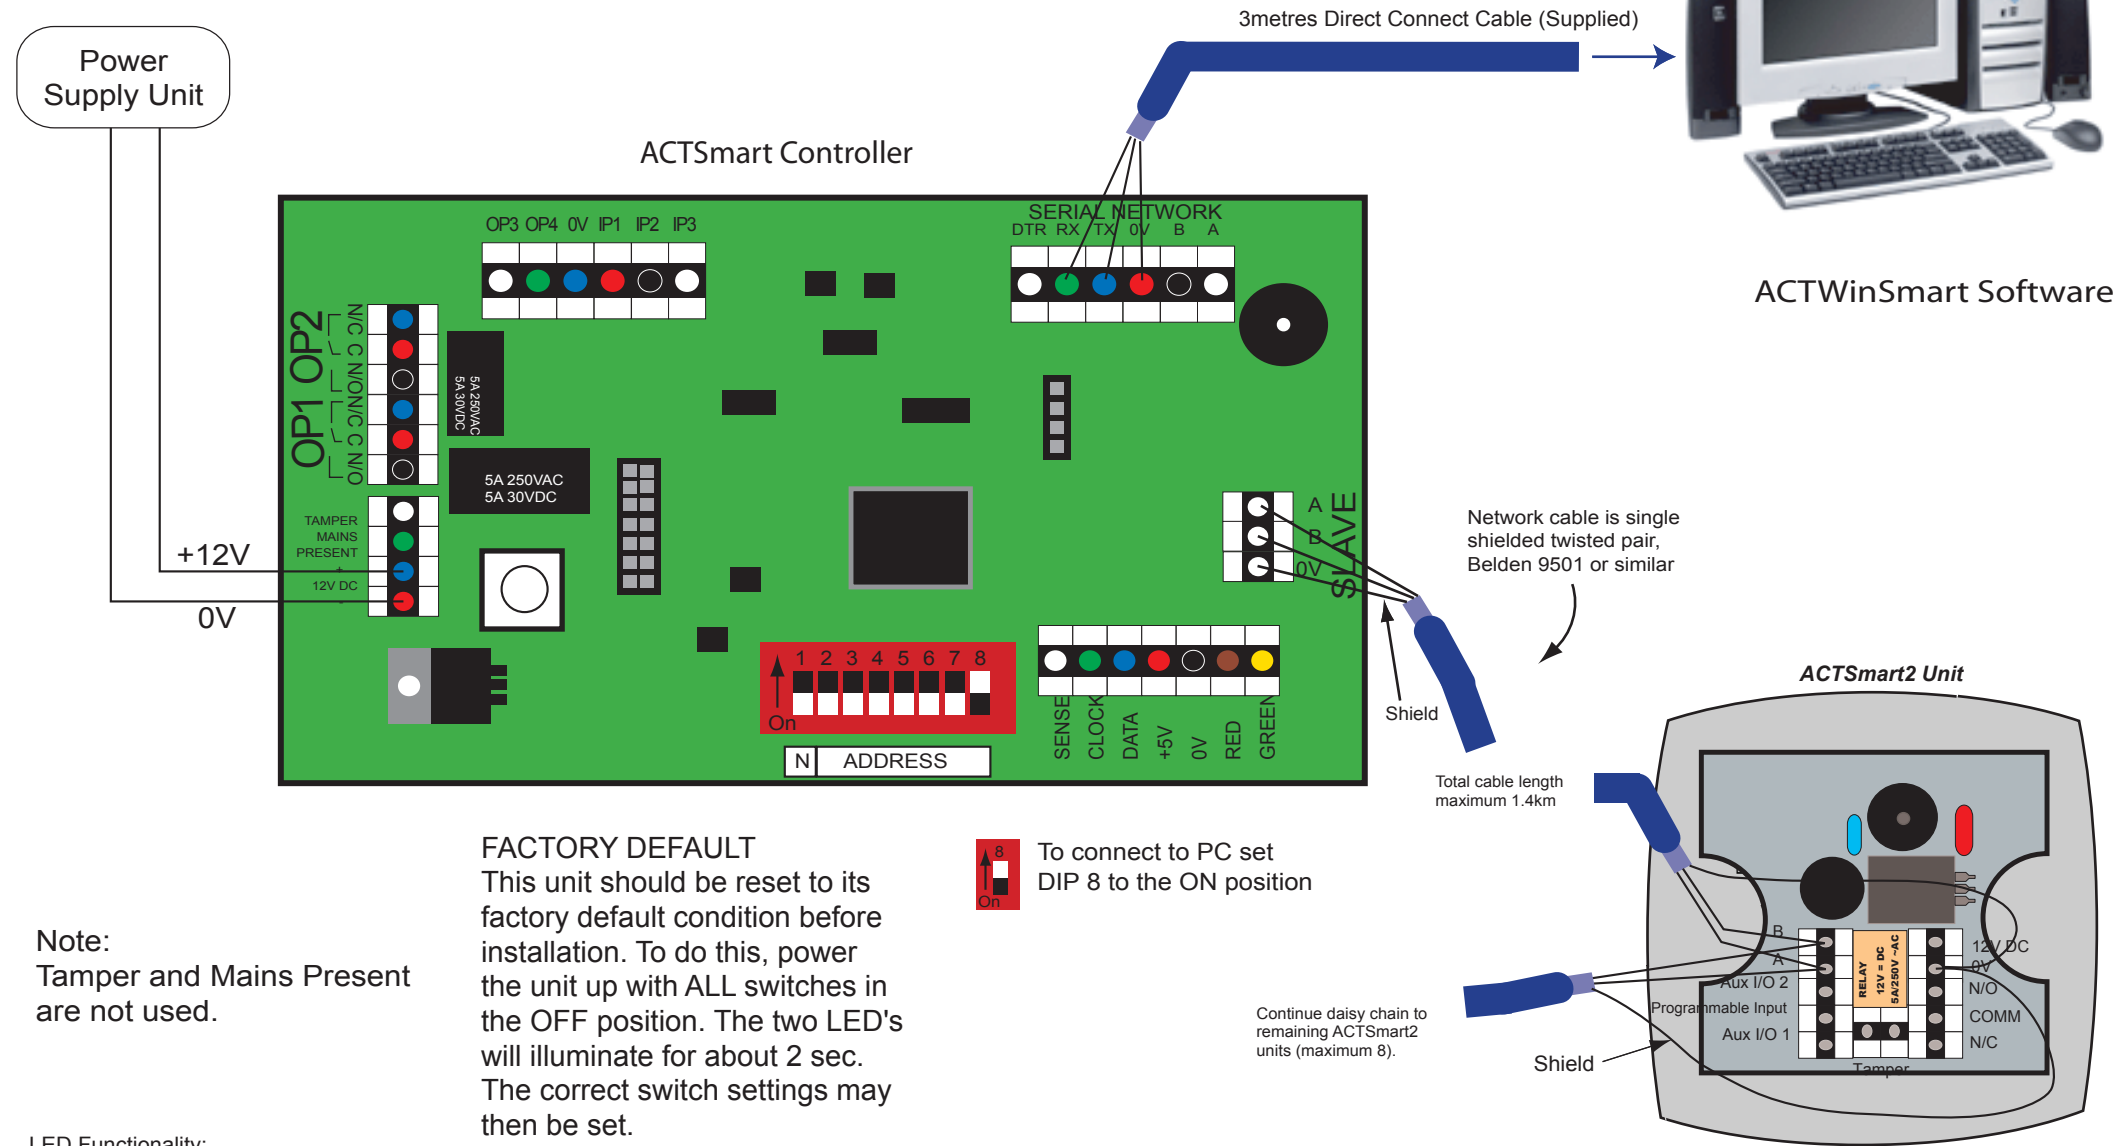 3metres Direct Connect Cable (Supplied)
Power
Supply Unit
ACTSmart Controller
ACTWinSmart Software
OP3 OP4 0V IP1 IP2 IP3
SERIAL NETWORK
DTR RX TX 0V B A
OP2
N/C
C
N/O
OP1
N/C
C
N/O
5A 250VAC
5A 30VDC
5A 250VAC
5A 30VDC
TAMPER
MAINS
PRESENT
+
12V DC
-
+12V
0V
A
B
0V
SLAVE
Network cable is single
shielded twisted pair,
Belden 9501 or similar
Shield
Total cable length
maximum 1.4km
1 2 3 4 5 6 7 8
On
N ADDRESS
SENSE
CLOCK
DATA
+5V
0V
RED
GREEN
ACTSmart2 Unit
B
A
Aux I/O 2
Programmable Input
Aux I/O 1
RELAY
12V = DC
5A/250V ~AC
12V DC
0V
N/O
COMM
N/C
Tamper
Continue daisy chain to
remaining ACTSmart2
units (maximum 8).
Shield
8
On
To connect to PC set
DIP 8 to the ON position
FACTORY DEFAULT
This unit should be reset to its
factory default condition before
installation. To do this, power
the unit up with ALL switches in
the OFF position. The two LED's
will illuminate for about 2 sec.
The correct switch settings may
then be set.
Note:
Tamper and Mains Present
are not used.
LED Functionality: